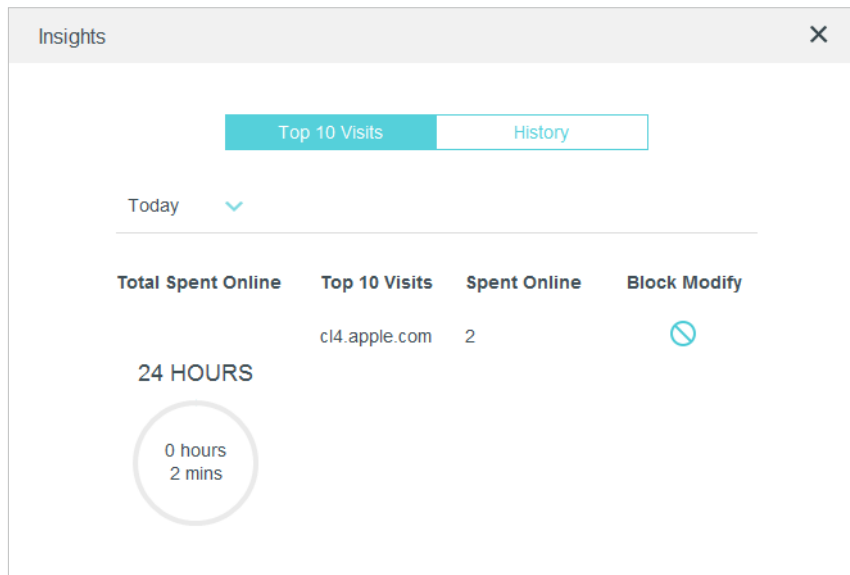 Insights
Top 10 Visits
History
Today
Total Spent Online Top 10 Visits Spent Online Block Modify
cl4.apple.com 2
24 HOURS
0 hours
2 mins